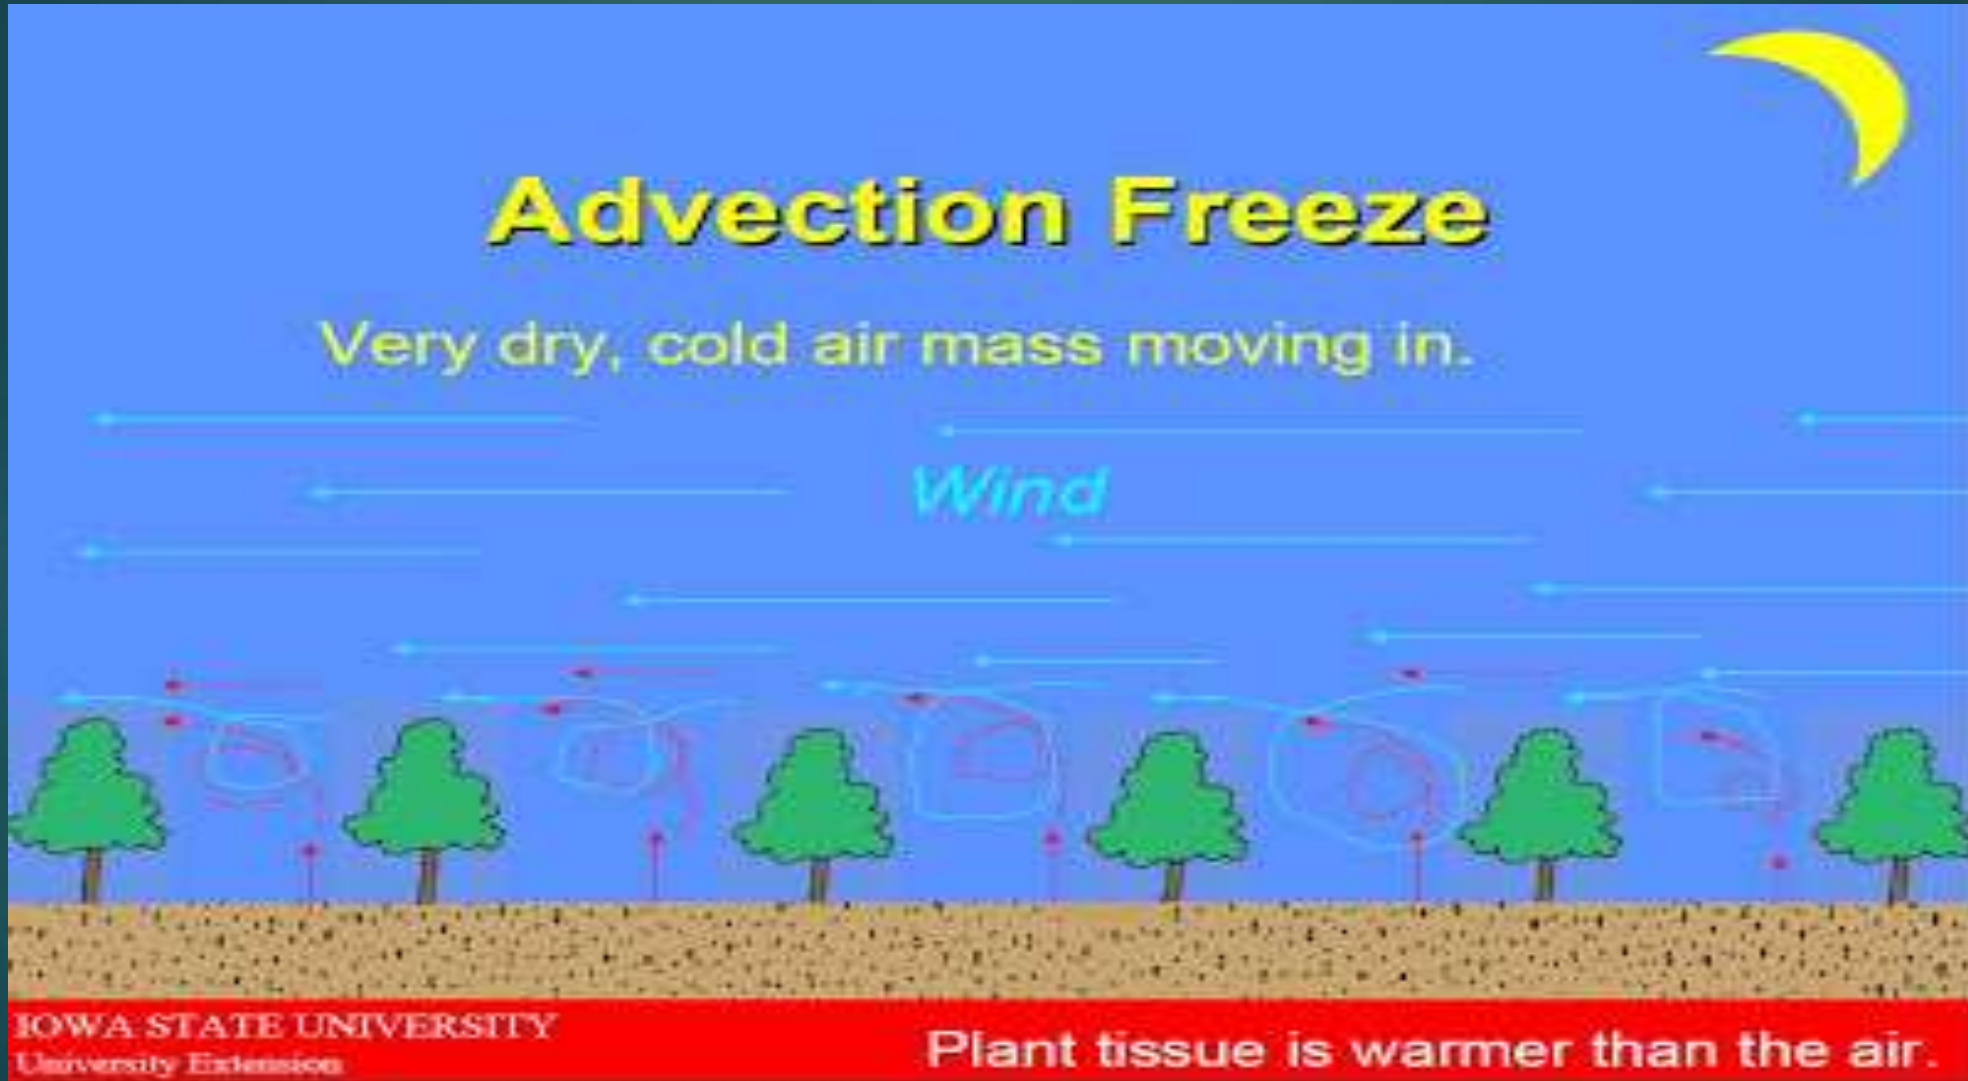 Advection Freeze
Very dry, cold air mass moving in.
Wind
IOWA STATE UNIVERSITY
University Extension
Plant tissue is warmer than the air.